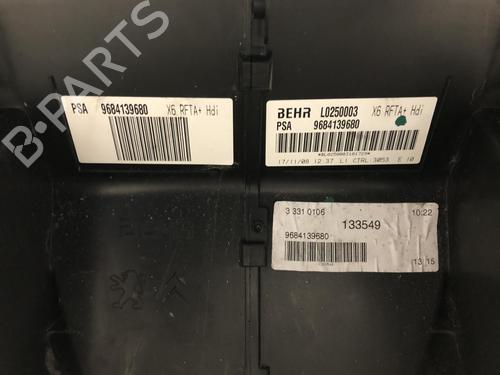 PSA 9684139680 X6 RFTA+ Hdi
BEHR L0250003 X6 RFTA+ Hdi
PSA 9684139680
17/11/08 12:37 L1 CTRL:3053 E 10
3 331 0106 10:22
133549
9684139680
13:15
B-PARTS